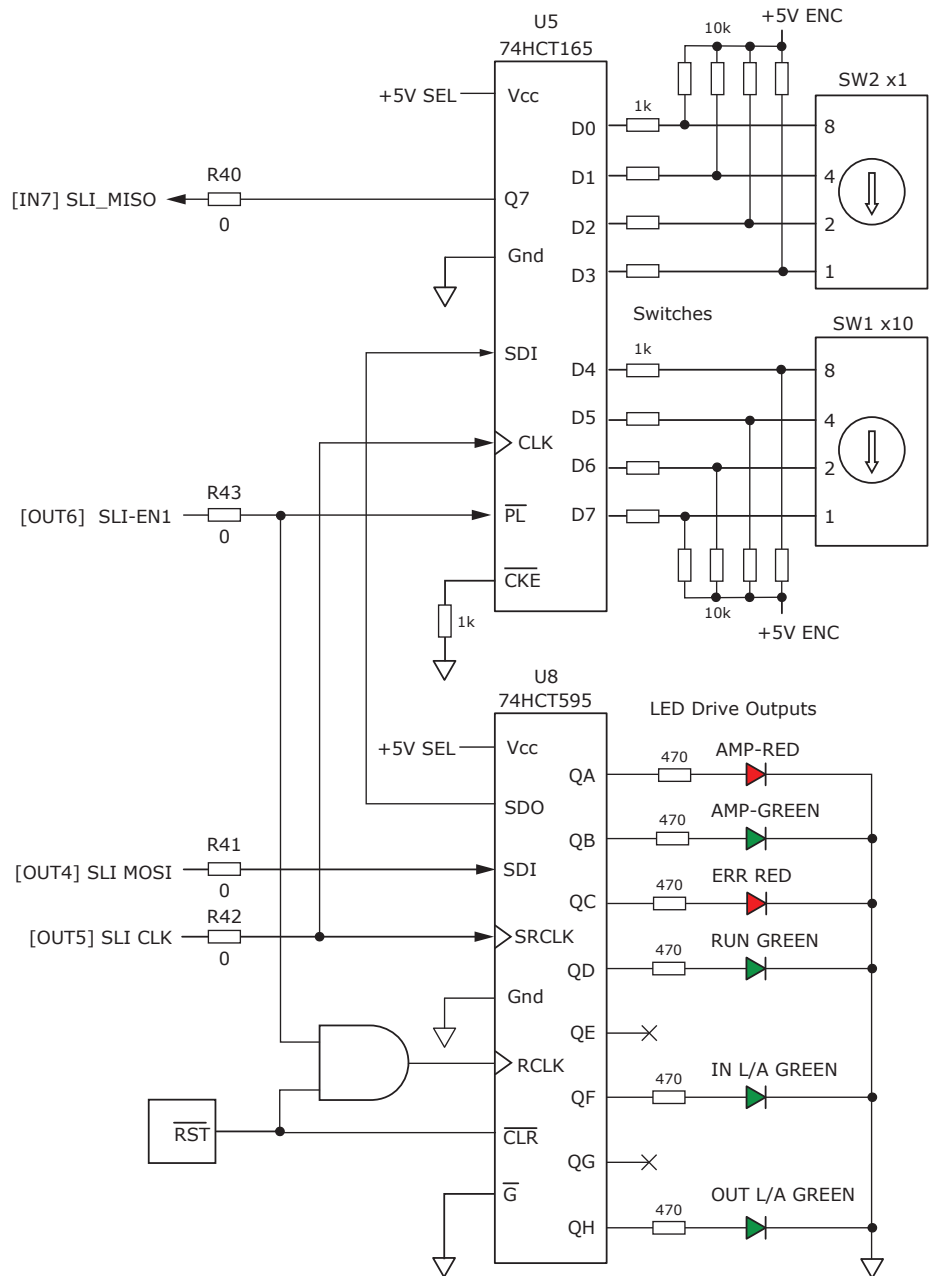 U5
74HCT165
+5V SEL
Vcc
[IN7] SLI_MISO
R40
0
Q7
Gnd
SDI
CLK
[OUT6] SLI-EN1
R43
0
PL
CKE
1k
D0
D1
D2
D3
D4
D5
D6
D7
1k
10k
+5V ENC
SW2 x1
8
4
2
1
Switches
1k
SW1 x10
8
4
2
1
10k
+5V ENC
U8
74HCT595
LED Drive Outputs
+5V SEL
Vcc
SDO
[OUT4] SLI MOSI
R41
0
SDI
[OUT5] SLI CLK
R42
0
SRCLK
Gnd
RCLK
RST
CLR
G
QA
470
AMP-RED
QB
470
AMP-GREEN
QC
470
ERR RED
QD
470
RUN GREEN
QE
QF
470
IN L/A GREEN
QG
QH
470
OUT L/A GREEN